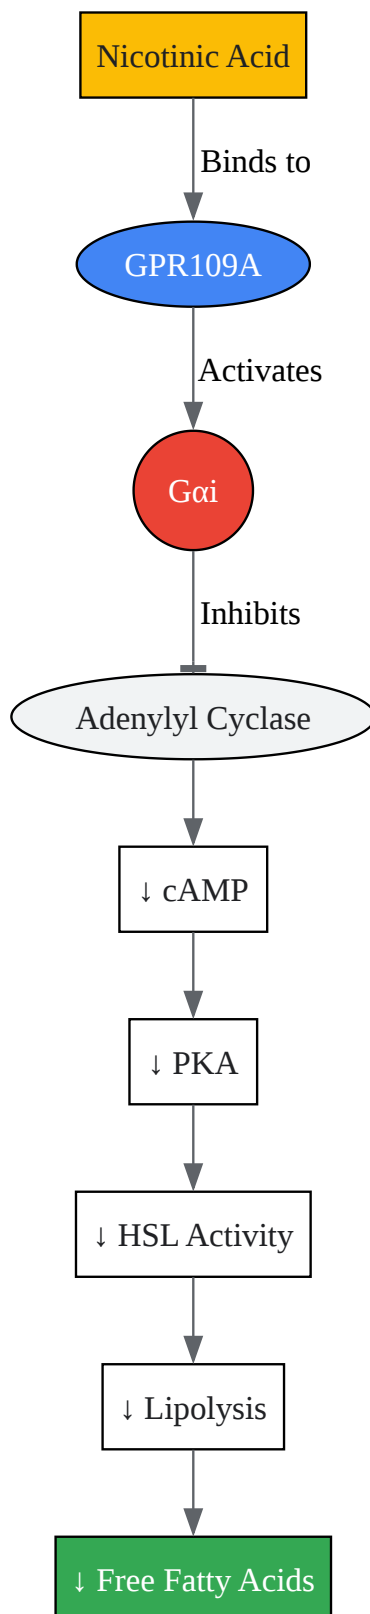 Nicotinic Acid
Binds to
GPR109A
Activates
Gαi
Inhibits
Adenylyl Cyclase
↓ cAMP
↓ PKA
↓ HSL Activity
↓ Lipolysis
↓ Free Fatty Acids